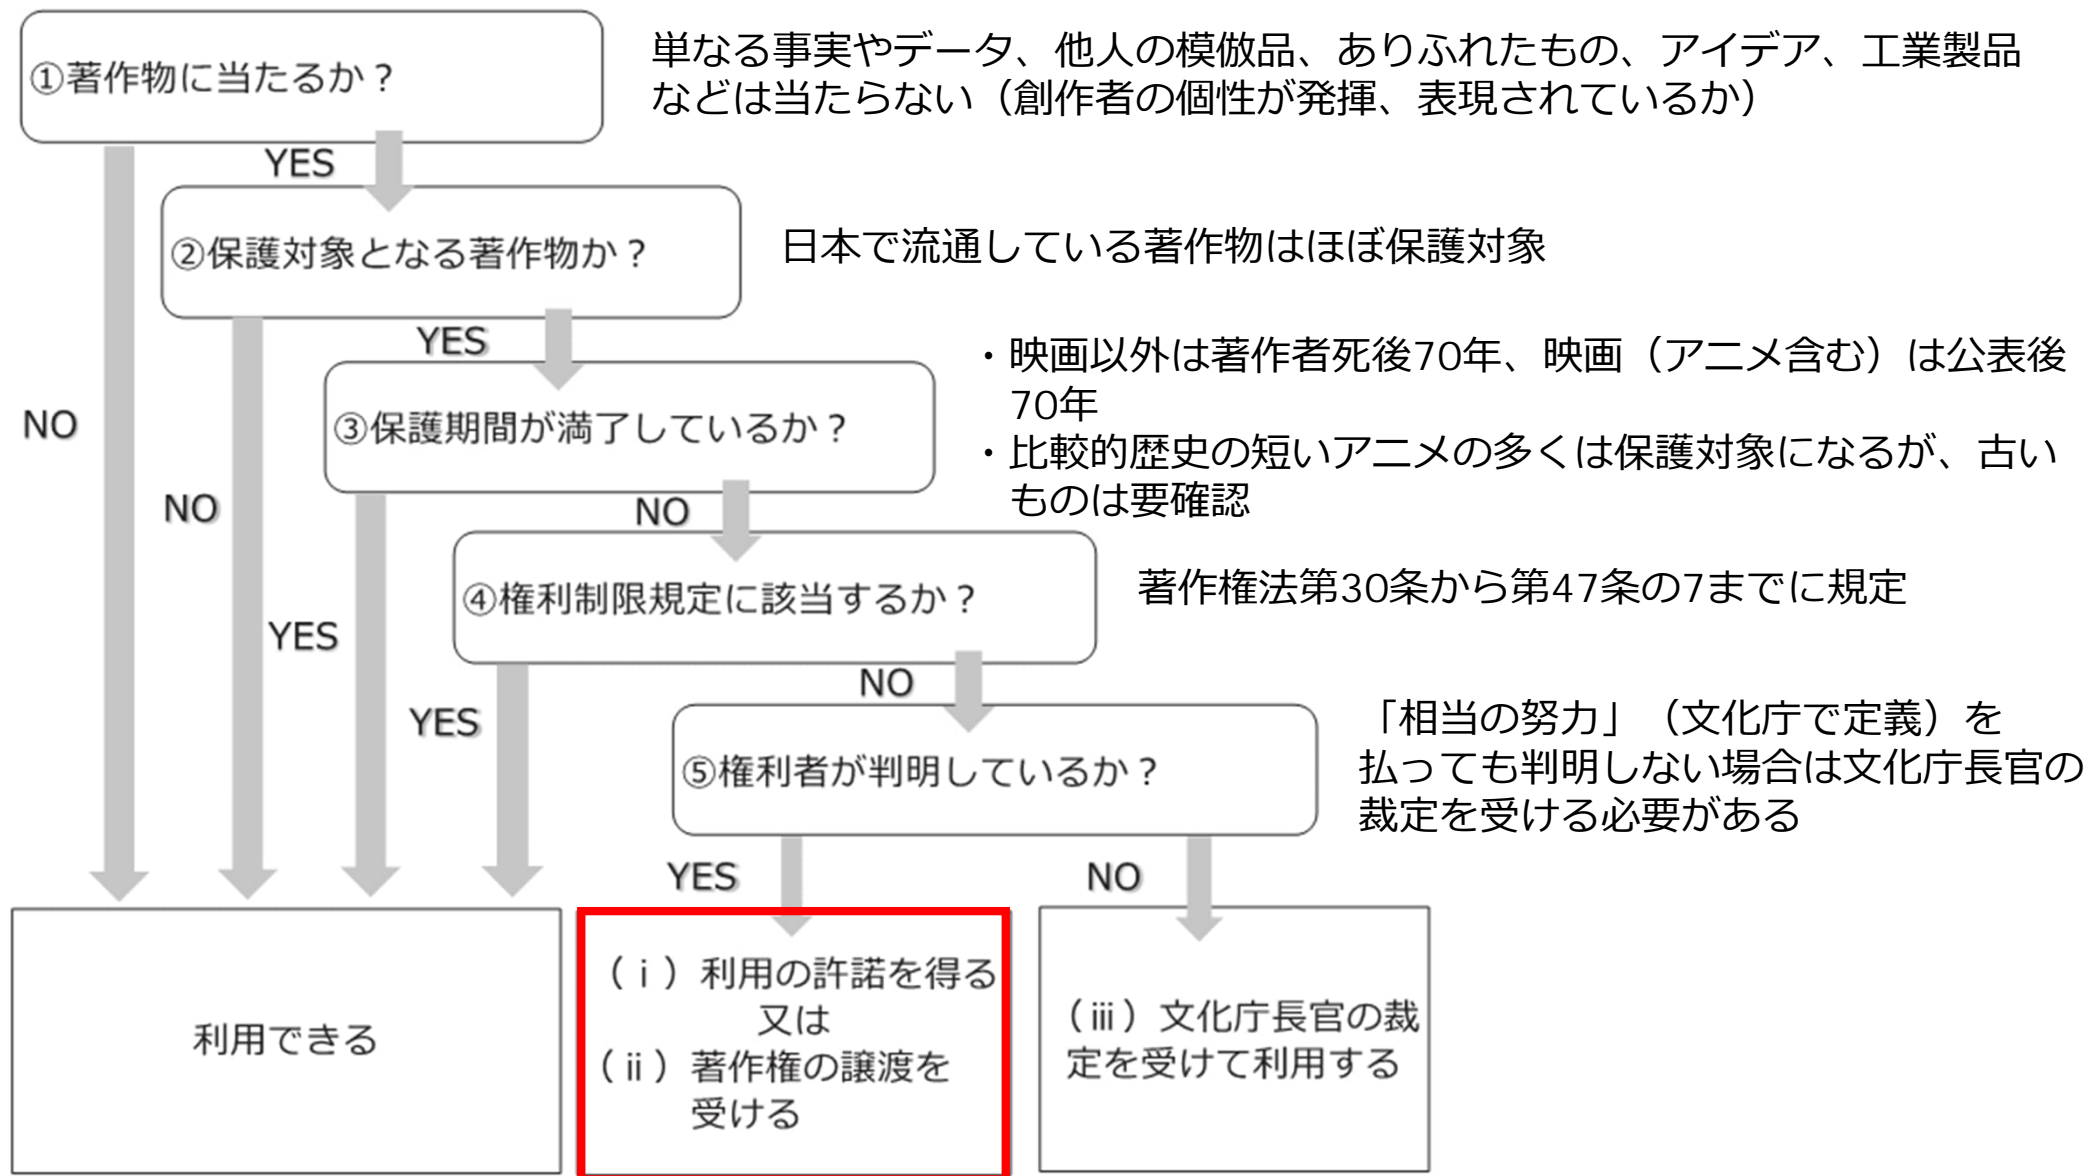 ①著作物に当たるか？
単なる事実やデータ、他人の模倣品、ありふれたもの、アイデア、工業製品
などは当たらない（創作者の個性が発揮、表現されているか）
YES
②保護対象となる著作物か？
日本で流通している著作物はほぼ保護対象
YES
NO
③保護期間が満了しているか？
・映画以外は著作者死後70年、映画（アニメ含む）は公表後
70年
・比較的歴史の短いアニメの多くは保護対象になるが、古い
ものは要確認
NO
NO
④権利制限規定に該当するか？
著作権法第30条から第47条の7までに規定
YES
NO
YES
⑤権利者が判明しているか？
「相当の努力」（文化庁で定義）を
払っても判明しない場合は文化庁長官の
裁定を受ける必要がある
YES
NO
利用できる
（ⅰ）利用の許諾を得る
又は
（ⅱ）著作権の譲渡を
受ける
（ⅲ）文化庁長官の裁
定を受けて利用する